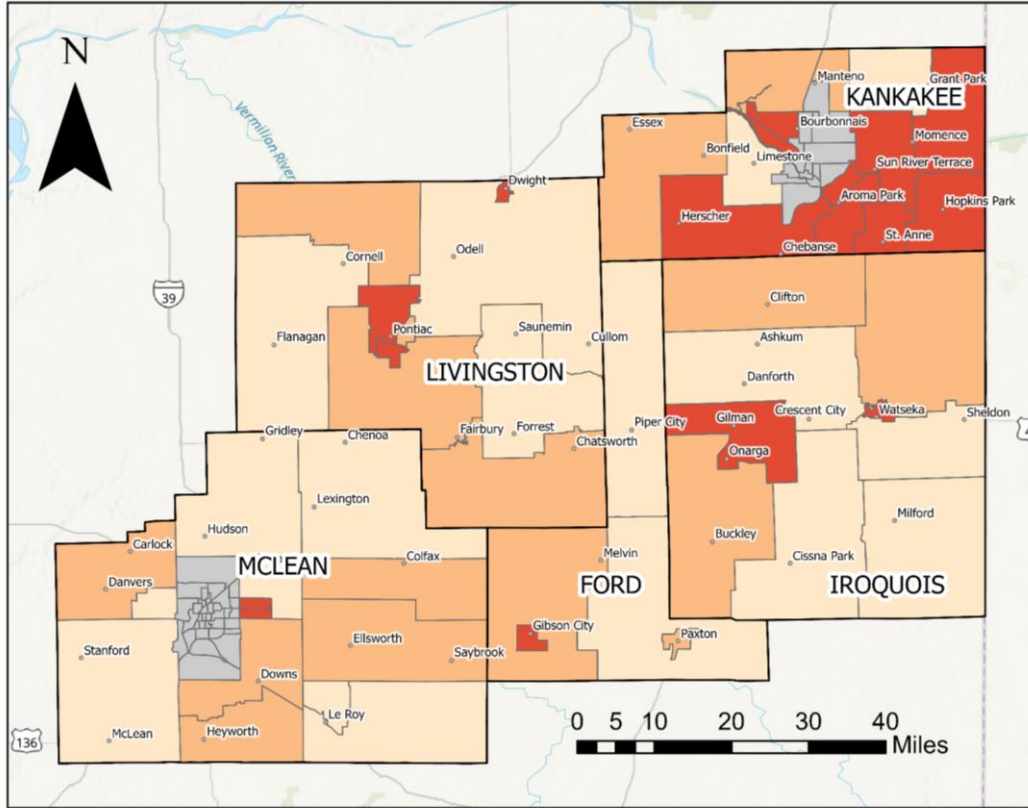 N
Vermilion River
39
136
4
Manteno
Grant Park
KANKAKEE
Essex
Bourbonnais
Momence
Bonfield
Limestone
Sun River Terrace
Dwight
Aroma Park
Hopkins Park
Herscher
St. Anne
Chebanse
Cornell
Odell
Clifton
Pontiac
Saunemin
Flanagan
Cullom
Ashkum
LIVINGSTON
Danforth
Crescent City
Watseka
Sheldon
Gridley
Chenoa
Fairbury
Forrest
Chatsworth
Piper City
Gilman
Onarga
Lexington
Hudson
Milford
Carlock
MCLEAN
Colfax
Melvin
Buckley
Cissna Park
Danvers
FORD
IROQUOIS
Gibson City
Paxton
Stanford
Ellsworth
Saybrook
Downs
Le Roy
McLean
Heyworth
0 5 10 20 30 40
Miles